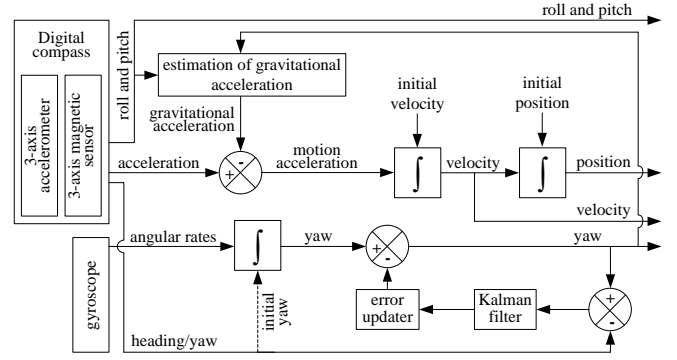 roll and pitch
Digital
compass
3-axis
accelerometer
3-axis magnetic
sensor
roll and pitch
estimation of gravitational
acceleration
gravitational
acceleration
initial
velocity
initial
position
acceleration
+
-
motion
acceleration
∫
velocity
∫
position
velocity
gyroscope
angular rates
∫
yaw
+
-
yaw
initial
yaw
error
updater
Kalman
filter
+
-
heading/yaw